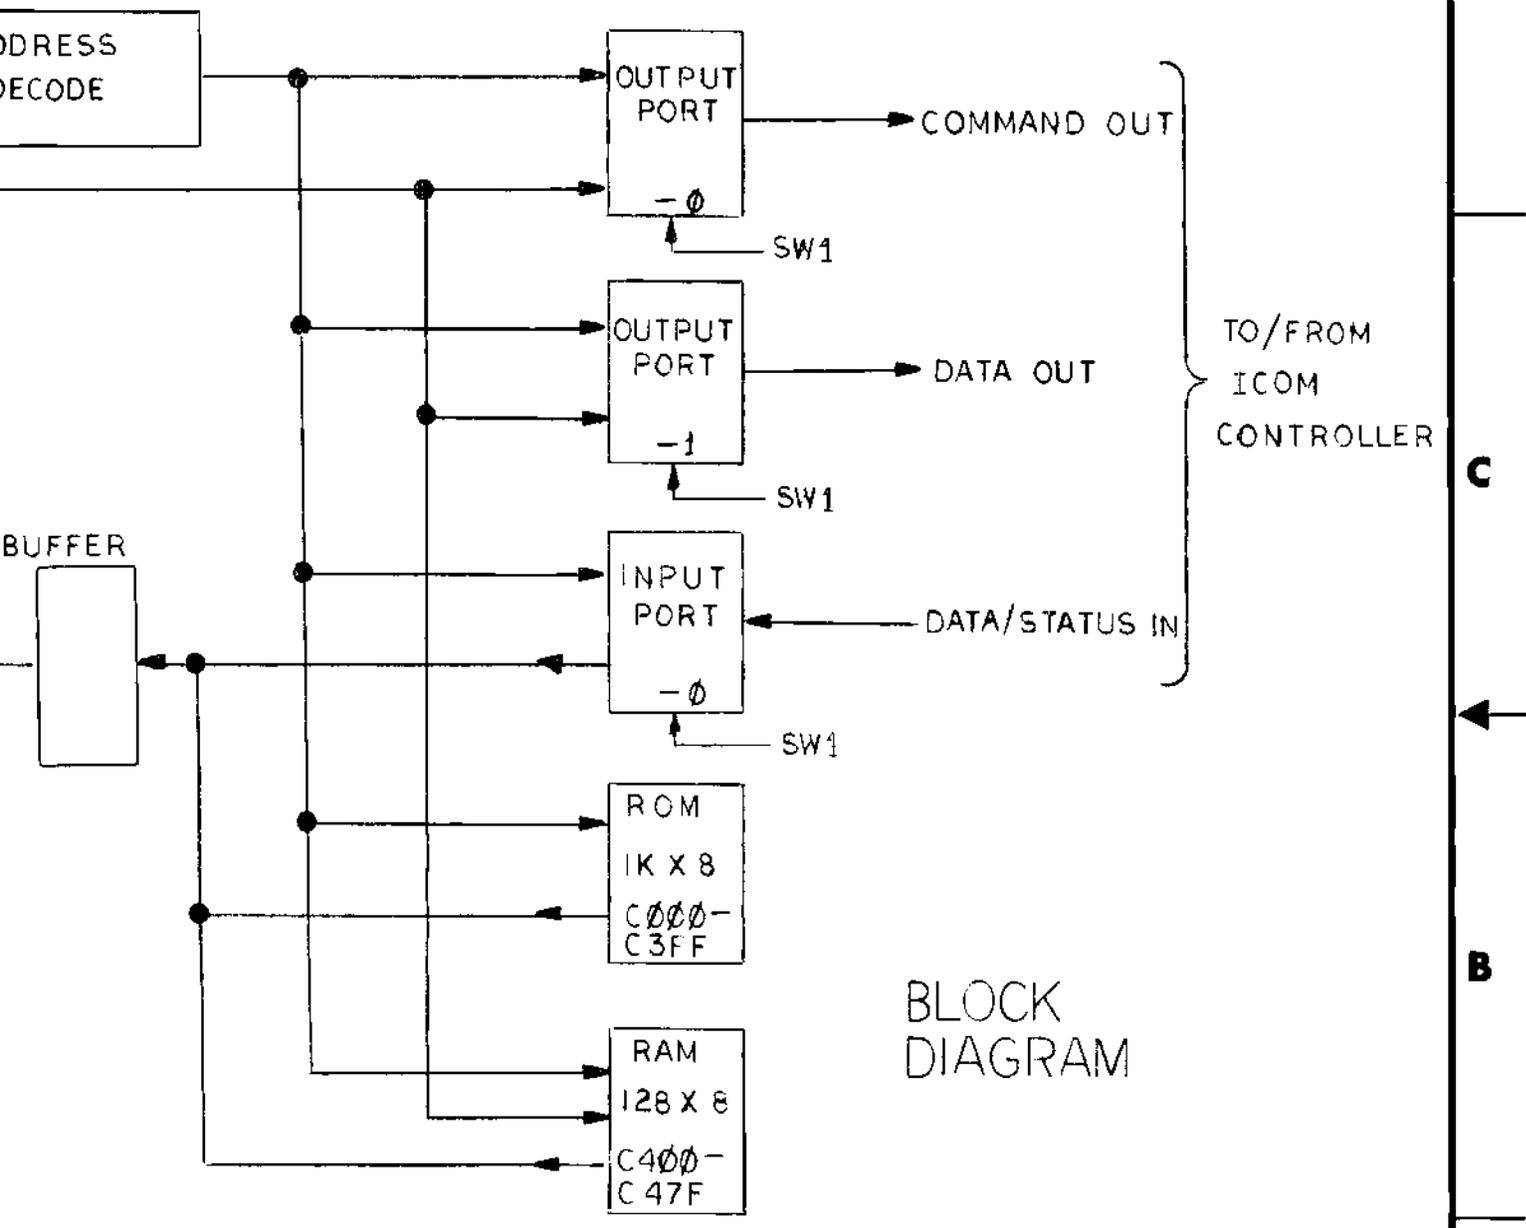 DDRESS
DECODE
OUTPUT
PORT
-Ø
COMMAND OUT
SW1
OUTPUT
PORT
-1
DATA OUT
SW1
TO/FROM
ICOM
CONTROLLER
C
BUFFER
INPUT
PORT
-Ø
DATA/STATUS IN
SW1
ROM
1K X 8
CØØØ-
C3FF
B
BLOCK
DIAGRAM
RAM
128 X 8
C4ØØ-
C47F